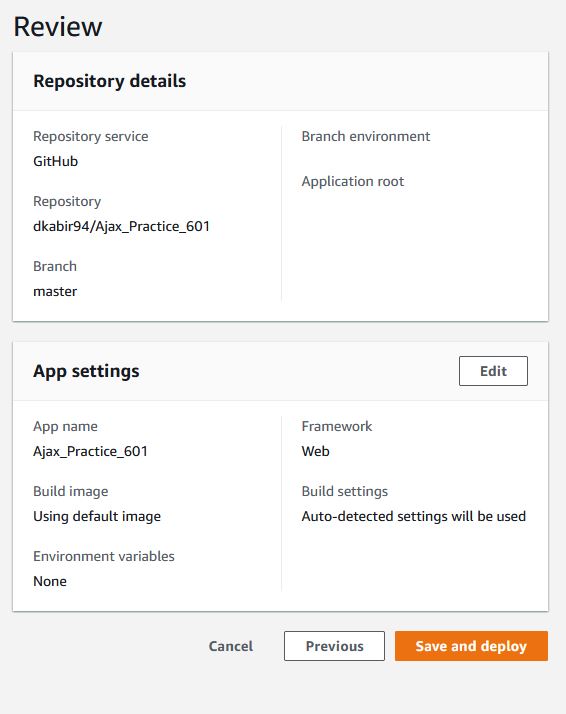 Review
Repository details
Repository service
GitHub
Repository
dkabir94/Ajax_Practice_601
Branch
master
Branch environment
Application root
App settings
Edit
App name
Ajax_Practice_601
Build image
Using default image
Environment variables
None
Framework
Web
Build settings
Auto-detected settings will be used
Cancel
Previous
Save and deploy